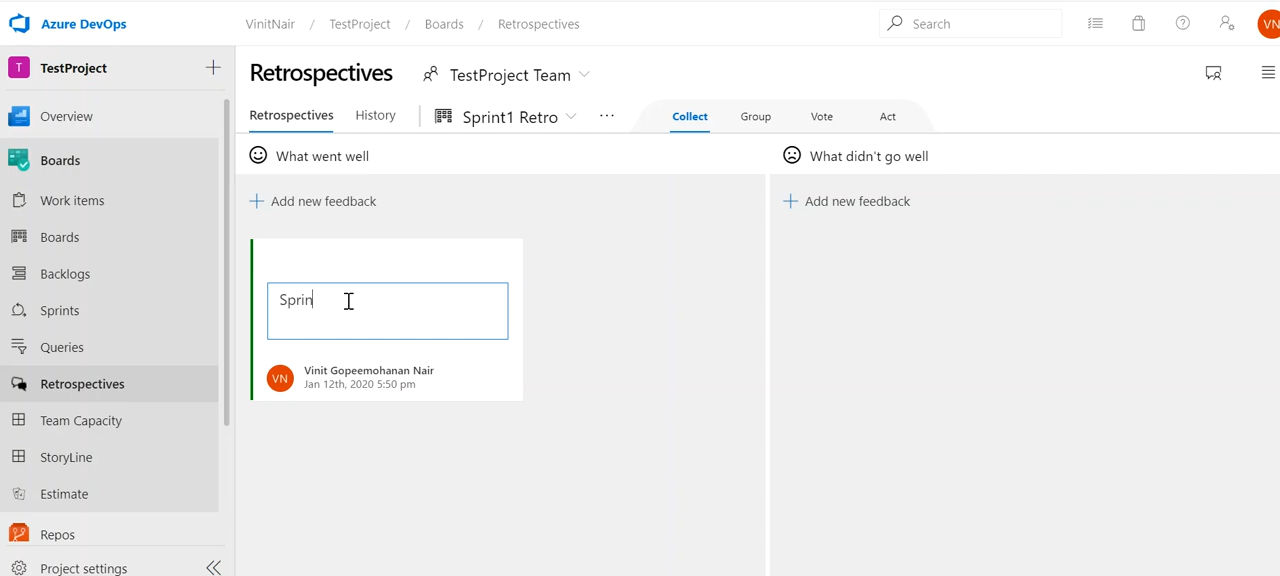 Azure DevOps
VinitNair / TestProject / Boards / Retrospectives
Search
VN
T TestProject
Retrospectives
TestProject Team
Retrospectives
History
Sprint1 Retro
Collect
Group
Vote
Act
Overview
Boards
Work items
Boards
Backlogs
Sprints
Queries
Retrospectives
Team Capacity
StoryLine
Estimate
Repos
Project settings
What went well
Add new feedback
Sprin
VN
Vinit Gopeemohanan Nair
Jan 12th, 2020 5:50 pm
What didn't go well
Add new feedback